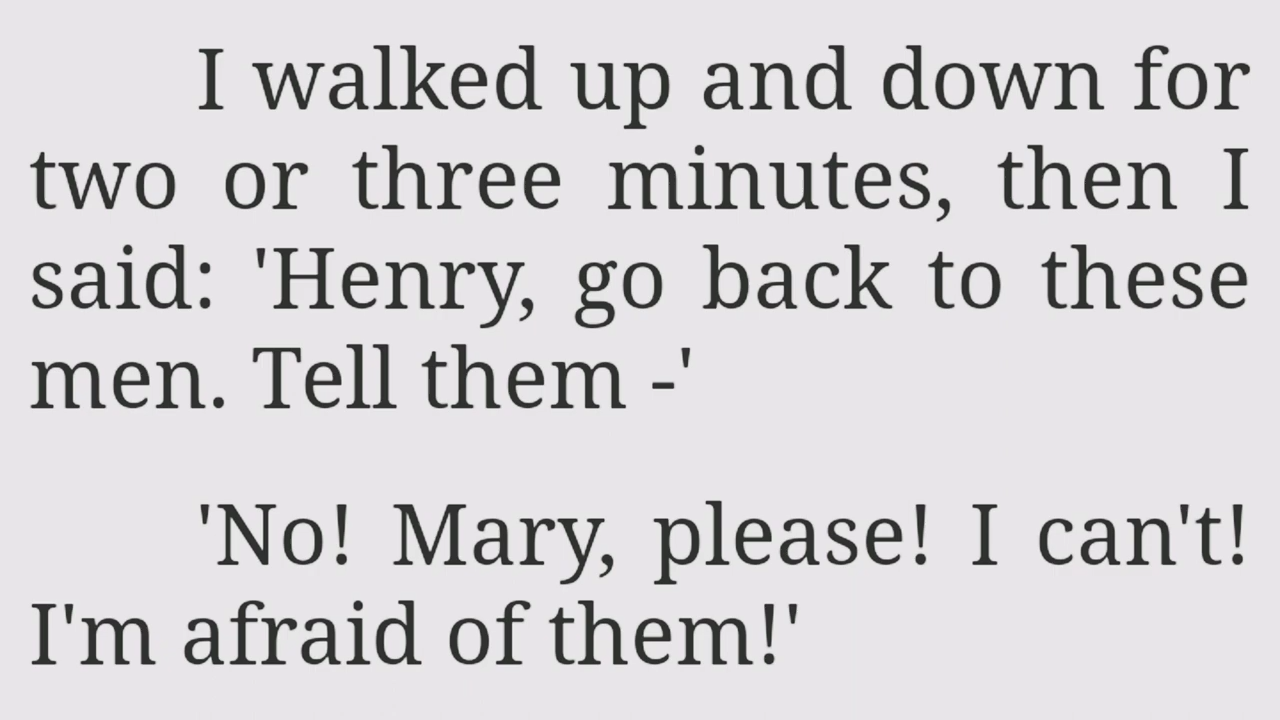 I walked up and down for
two or three minutes, then I
said: 'Henry, go back to these
men. Tell them -'
'No! Mary, please! I can't!
I'm afraid of them!'